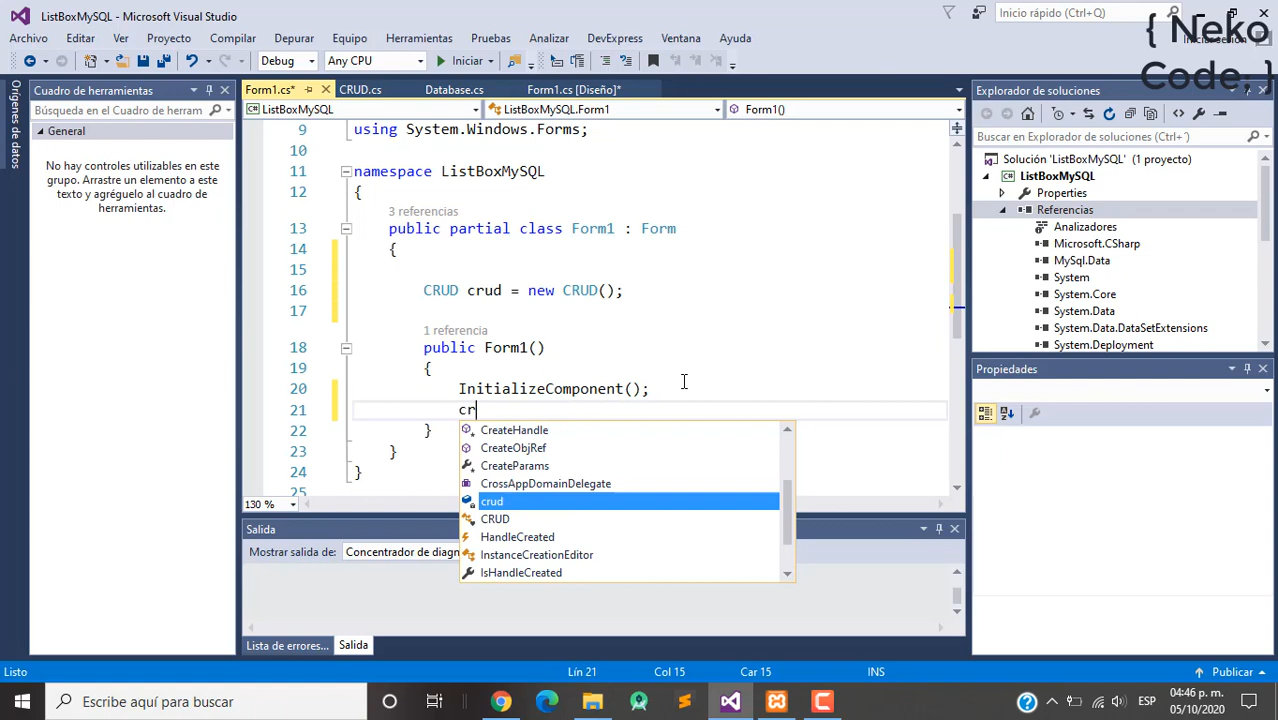 ListBoxMySQL - Microsoft Visual Studio
Inicio rápido (Ctrl+Q)
{ Neko
Code; }
Archivo Editar Ver Proyecto Compilar Depurar Equipo Herramientas Pruebas Analizar DevExpress Ventana Ayuda
Debug Any CPU Iniciar
Orígenes de datos
Cuadro de herramientas
Búsqueda en el Cuadro de herram
General
No hay controles utilizables en este
grupo. Arrastre un elemento a este
texto y agréguelo al cuadro de
herramientas.
Form1.cs* CRUD.cs Database.cs Form1.cs [Diseño]*
ListBoxMySQL ListBoxMySQL.Form1 Form1()
9 using System.Windows.Forms;
10
11 namespace ListBoxMySQL
12 {
3 referencias
13 public partial class Form1 : Form
14 {
15
16 CRUD crud = new CRUD();
17
1 referencia
18 public Form1()
19 {
20 InitializeComponent();
21 cr
22 }
23 }
24 }
25
CreateHandle
CreateObjRef
CreateParams
CrossAppDomainDelegate
crud
CRUD
HandleCreated
InstanceCreationEditor
IsHandleCreated
130 %
Salida
Mostrar salida de: Concentrador de diagn
Lista de errores... Salida
Explorador de soluciones
Buscar en Explorador de soluciones (Ctrl+´)
Solución 'ListBoxMySQL' (1 proyecto)
ListBoxMySQL
Properties
Referencias
Analizadores
Microsoft.CSharp
MySql.Data
System
System.Core
System.Data
System.Data.DataSetExtensions
System.Deployment
Propiedades
Listo Lín 21 Col 15 Car 15 INS Publicar
Escribe aquí para buscar
ESP
04:46 p. m.
05/10/2020